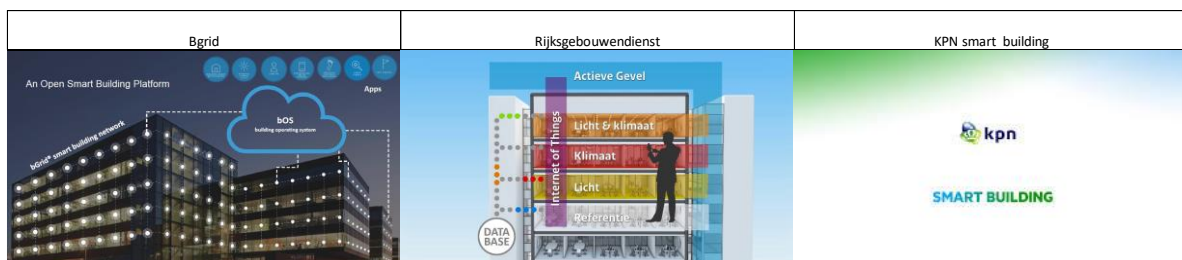 Bgrid
Rijksgebouwendienst
KPN smart building
An Open Smart Building Platform
Apps
bOS
building operating system
bGrid® smart building network
Actieve Gevel
Internet of Things
Licht & klimaat
Klimaat
Licht
Referentie
DATA
BASE
kpn
SMART BUILDING